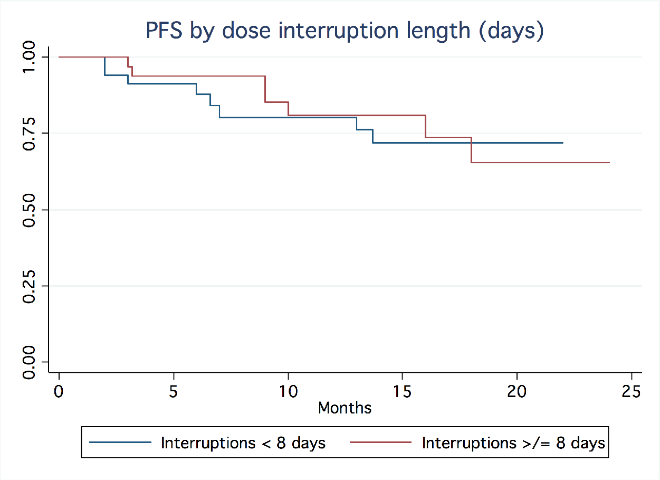 PFS by dose interruption length (days)
1.00
0.75
0.50
0.25
0.00
0 5 10 15 20 25
Months
Interruptions < 8 days Interruptions >/= 8 days